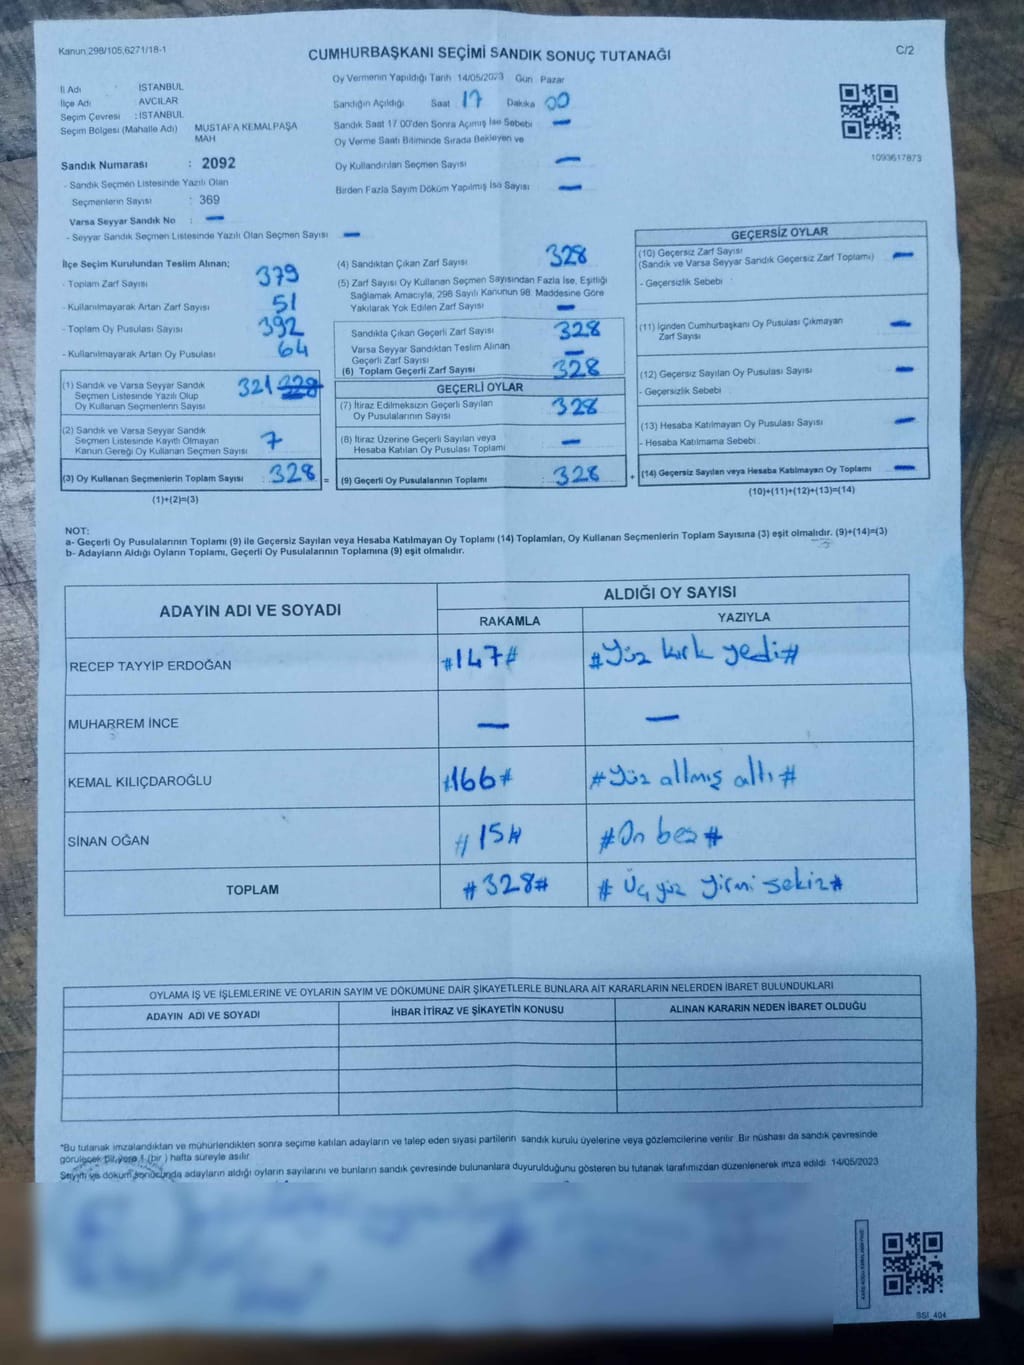 Kanun 298/105,6271/18-1
CUMHURBAŞKANI SEÇİMİ SANDIK SONUÇ TUTANAĞI
C/2
İl Adı : İSTANBUL
İlçe Adı : AVCILAR
Seçim Çevresi : İSTANBUL
Seçim Bölgesi (Mahalle Adı) MUSTAFA KEMALPAŞA
MAH
Sandık Numarası : 2092
- Sandık Seçmen Listesinde Yazılı Olan
Seçmenlerin Sayısı : 369
Varsa Seyyar Sandık No : —
- Seyyar Sandık Seçmen Listesinde Yazılı Olan Seçmen Sayısı —
Oy Vermenin Yapıldığı Tarih 14/05/2023 Gün Pazar
Sandığın Açıldığı Saat 17 Dakika 00
Sandık Saat 17.00'den Sonra Açılmış İse Sebebi —
Oy Verme Saati Bitiminde Sırada Bekleyen ve
Oy Kullandırılan Seçmen Sayısı —
Birden Fazla Sayım Döküm Yapılmış İse Sayısı —
1093617873
İlçe Seçim Kurulundan Teslim Alınan;
- Toplam Zarf Sayısı 379
- Kullanılmayarak Artan Zarf Sayısı 51
- Toplam Oy Pusulası Sayısı 392
- Kullanılmayarak Artan Oy Pusulası 64
(1) Sandık ve Varsa Seyyar Sandık
Seçmen Listesinde Yazılı Olup
Oy Kullanan Seçmenlerin Sayısı 321 328
(2) Sandık ve Varsa Seyyar Sandık
Seçmen Listesinde Kayıtlı Olmayan
Kanun Gereği Oy Kullanan Seçmen Sayısı 7
(3) Oy Kullanan Seçmenlerin Toplam Sayısı : 328 =
(1)+(2)=(3)
(4) Sandıktan Çıkan Zarf Sayısı 328
(5) Zarf Sayısı Oy Kullanan Seçmen Sayısından Fazla İse, Eşitliği
Sağlamak Amacıyla, 298 Sayılı Kanunun 98. Maddesine Göre
Yakılarak Yok Edilen Zarf Sayısı —
Sandıkta Çıkan Geçerli Zarf Sayısı 328
Varsa Seyyar Sandıktan Teslim Alınan
Geçerli Zarf Sayısı —
(6) Toplam Geçerli Zarf Sayısı 328
GEÇERLİ OYLAR
(7) İtiraz Edilmeksizin Geçerli Sayılan
Oy Pusulalarının Sayısı 328
(8) İtiraz Üzerine Geçerli Sayılan veya
Hesaba Katılan Oy Pusulası Toplamı —
(9) Geçerli Oy Pusulalarının Toplamı 328 +
GEÇERSİZ OYLAR
(10) Geçersiz Zarf Sayısı
(Sandık ve Varsa Seyyar Sandık Geçersiz Zarf Toplamı) —
- Geçersizlik Sebebi :
(11) İçinden Cumhurbaşkanı Oy Pusulası Çıkmayan
Zarf Sayısı —
(12) Geçersiz Sayılan Oy Pusulası Sayısı —
- Geçersizlik Sebebi :
(13) Hesaba Katılmayan Oy Pusulası Sayısı —
- Hesaba Katılmama Sebebi :
(14) Geçersiz Sayılan veya Hesaba Katılmayan Oy Toplamı —
(10)+(11)+(12)+(13)=(14)
NOT:
a- Geçerli Oy Pusulalarının Toplamı (9) ile Geçersiz Sayılan veya Hesaba Katılmayan Oy Toplamı (14) Toplamları, Oy Kullanan Seçmenlerin Toplam Sayısına (3) eşit olmalıdır. (9)+(14)=(3)
b- Adayların Aldığı Oyların Toplamı, Geçerli Oy Pusulalarının Toplamına (9) eşit olmalıdır.
ADAYIN ADI VE SOYADI
ALDIĞI OY SAYISI
RAKAMLA YAZIYLA
RECEP TAYYİP ERDOĞAN #147# #Yüz kırk yedi#
MUHARREM İNCE — —
KEMAL KILIÇDAROĞLU #166# #Yüz altmış altı#
SİNAN OĞAN #15# #On beş#
TOPLAM #328# #Üç yüz yirmi sekiz#
OYLAMA İŞ VE İŞLEMLERİNE VE OYLARIN SAYIM VE DÖKÜMÜNE DAİR ŞİKAYETLERLE BUNLARA AİT KARARLARIN NELERDEN İBARET BULUNDUKLARI
ADAYIN ADI VE SOYADI İHBAR İTİRAZ VE ŞİKAYETİN KONUSU ALINAN KARARIN NEDEN İBARET OLDUĞU
*Bu tutanak imzalandıktan ve mühürlendikten sonra seçime katılan adayların ve talep eden siyasi partilerin sandık kurulu üyelerine veya gözlemcilerine verilir. Bir nüshası da sandık çevresinde
görülecek bir yere 1 (bir) hafta süreyle asılır.
Sayım ve döküm sonucunda adayların aldığı oyların sayılarını ve bunların sandık çevresinde bulunanlara duyurulduğunu gösteren bu tutanak tarafımızdan düzenlenerek imza edildi. 14/05/2023
SSİ_404